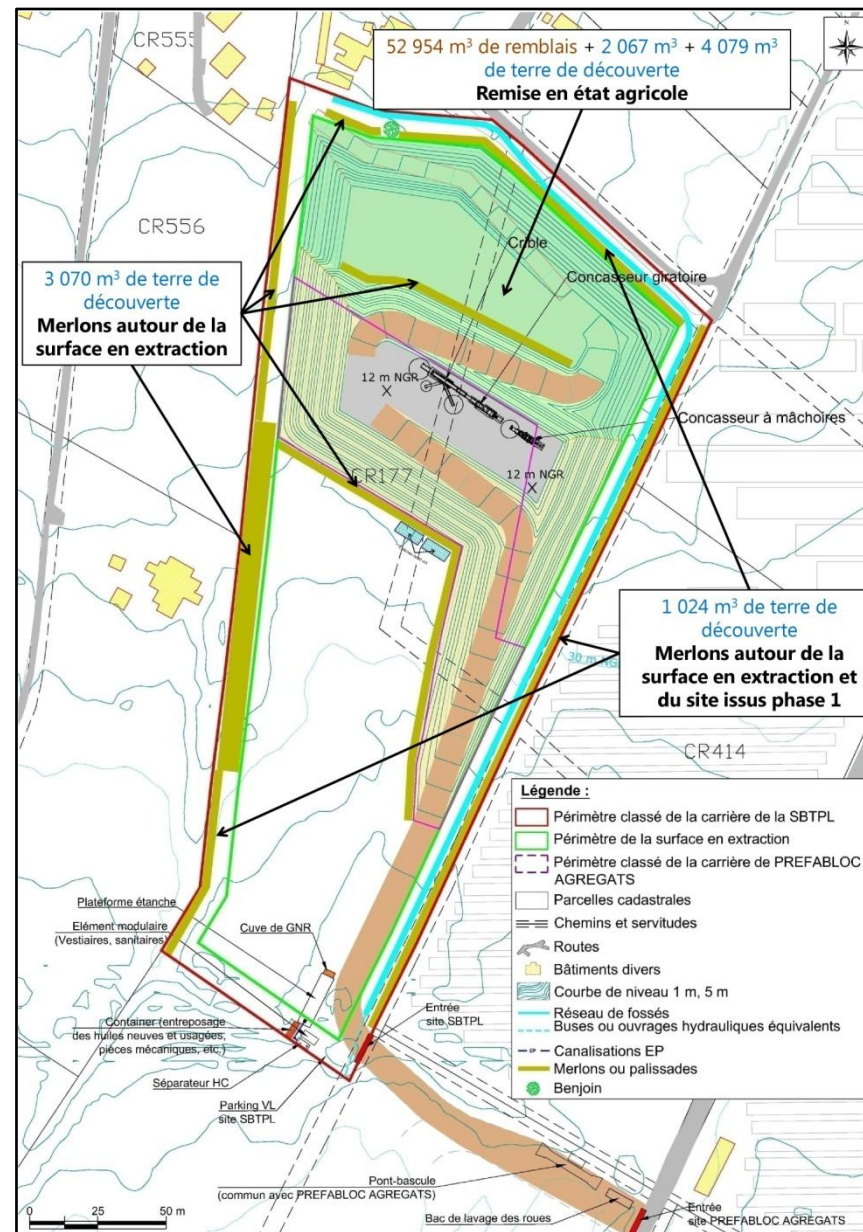 CR555
52 954 m³ de remblais + 2 067 m³ + 4 079 m³
de terre de découverte
Remise en état agricole
CR556
Crible
Concasseur giratoire
3 070 m³ de terre de
découverte
Merlons autour de la
surface en extraction
12 m NGR
Concasseur à mâchoires
CR177
12 m NGR
1 024 m³ de terre de
découverte
Merlons autour de la
surface en extraction et
du site issus phase 1
30 m NGR
CR414
Légende :
Périmètre classé de la carrière de la SBTPL
Périmètre de la surface en extraction
Périmètre classé de la carrière de PREFABLOC
AGREGATS
Parcelles cadastrales
Chemins et servitudes
Routes
Bâtiments divers
Courbe de niveau 1 m, 5 m
Réseau de fossés
Buses ou ouvrages hydrauliques équivalents
Canalisations EP
Merlons ou palissades
Benjoin
Plateforme étanche
Elément modulaire
(Vestiaires, sanitaires)
Cuve de GNR
Container (entreposage
des huiles neuves et usagées,
pièces mécaniques, etc.)
Entrée
site SBTPL
Séparateur HC
Parking VL
site SBTPL
Pont-bascule
(commun avec PREFABLOC AGREGATS)
Bac de lavage des roues
Entrée
site PREFABLOC AGREGATS
0 25 50 m